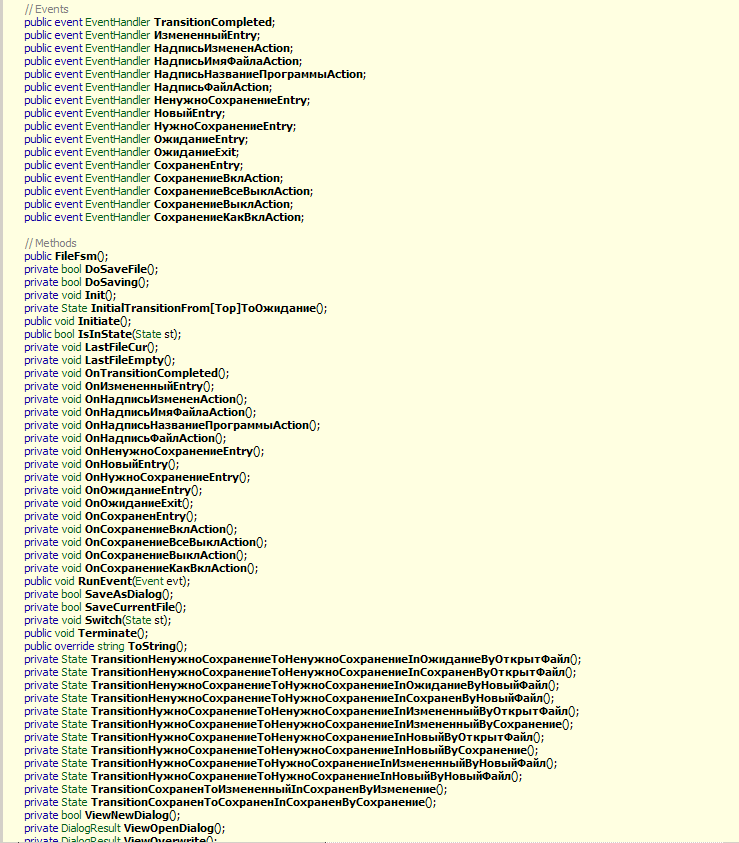 // Events
public event EventHandler TransitionCompleted;
public event EventHandler ИзмененныйEntry;
public event EventHandler НадписьИзмененAction;
public event EventHandler НадписьИмяФайлаAction;
public event EventHandler НадписьНазваниеПрограммыAction;
public event EventHandler НадписьФайлAction;
public event EventHandler НенужноСохранениеEntry;
public event EventHandler НовыйEntry;
public event EventHandler НужноСохранениеEntry;
public event EventHandler ОжиданиеEntry;
public event EventHandler ОжиданиеExit;
public event EventHandler СохраненEntry;
public event EventHandler СохранениеВклAction;
public event EventHandler СохранениеВсеВыклAction;
public event EventHandler СохранениеВыклAction;
public event EventHandler СохранениеКакВклAction;
// Methods
public FileFsm();
private bool DoSaveFile();
private bool DoSaving();
private void Init();
private State InitialTransitionFrom[Top]ToОжидание();
public void Initiate();
public bool IsInState(State st);
private void LastFileCur();
private void LastFileEmpty();
private void OnTransitionCompleted();
private void OnИзмененныйEntry();
private void OnНадписьИзмененAction();
private void OnНадписьИмяФайлаAction();
private void OnНадписьНазваниеПрограммыAction();
private void OnНадписьФайлAction();
private void OnНенужноСохранениеEntry();
private void OnНовыйEntry();
private void OnНужноСохранениеEntry();
private void OnОжиданиеEntry();
private void OnОжиданиеExit();
private void OnСохраненEntry();
private void OnСохранениеВклAction();
private void OnСохранениеВсеВыклAction();
private void OnСохранениеВыклAction();
private void OnСохранениеКакВклAction();
public void RunEvent(Event evt);
private bool SaveAsDialog();
private bool SaveCurrentFile();
private void Switch(State st);
public void Terminate();
public override string ToString();
private State TransitionНенужноСохранениеToНенужноСохранениеInОжиданиеByОткрытФайл();
private State TransitionНенужноСохранениеToНенужноСохранениеInСохраненByОткрытФайл();
private State TransitionНенужноСохранениеToНужноСохранениеInОжиданиеByНовыйФайл();
private State TransitionНенужноСохранениеToНужноСохранениеInСохраненByНовыйФайл();
private State TransitionНужноСохранениеToНенужноСохранениеInИзмененныйByОткрытФайл();
private State TransitionНужноСохранениеToНенужноСохранениеInИзмененныйByСохранение();
private State TransitionНужноСохранениеToНенужноСохранениеInНовыйByОткрытФайл();
private State TransitionНужноСохранениеToНенужноСохранениеInНовыйByСохранение();
private State TransitionНужноСохранениеToНужноСохранениеInИзмененныйByНовыйФайл();
private State TransitionНужноСохранениеToНужноСохранениеInНовыйByНовыйФайл();
private State TransitionСохраненToИзмененныйInСохраненByИзменение();
private State TransitionСохраненToСохраненInСохраненByСохранение();
private bool ViewNewDialog();
private DialogResult ViewOpenDialog();
private DialogResult ViewOverwrite();